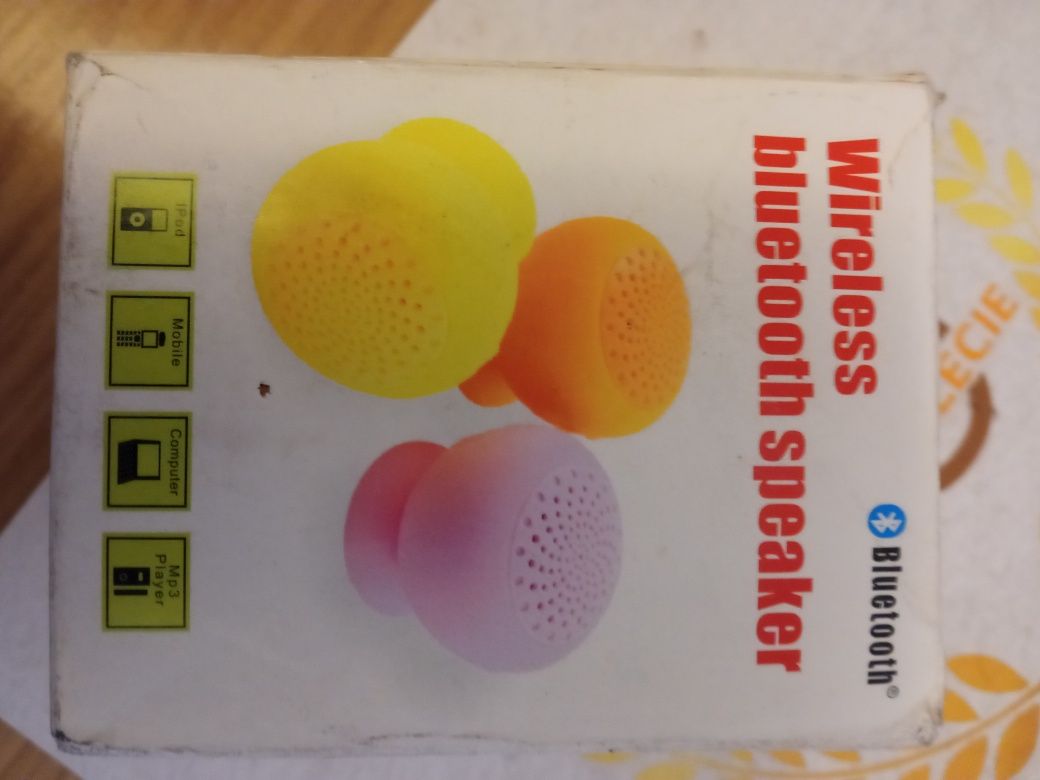 Bluetooth®
Wireless
bluetooth speaker
iPod
Mobile
Computer
Mp3
Player